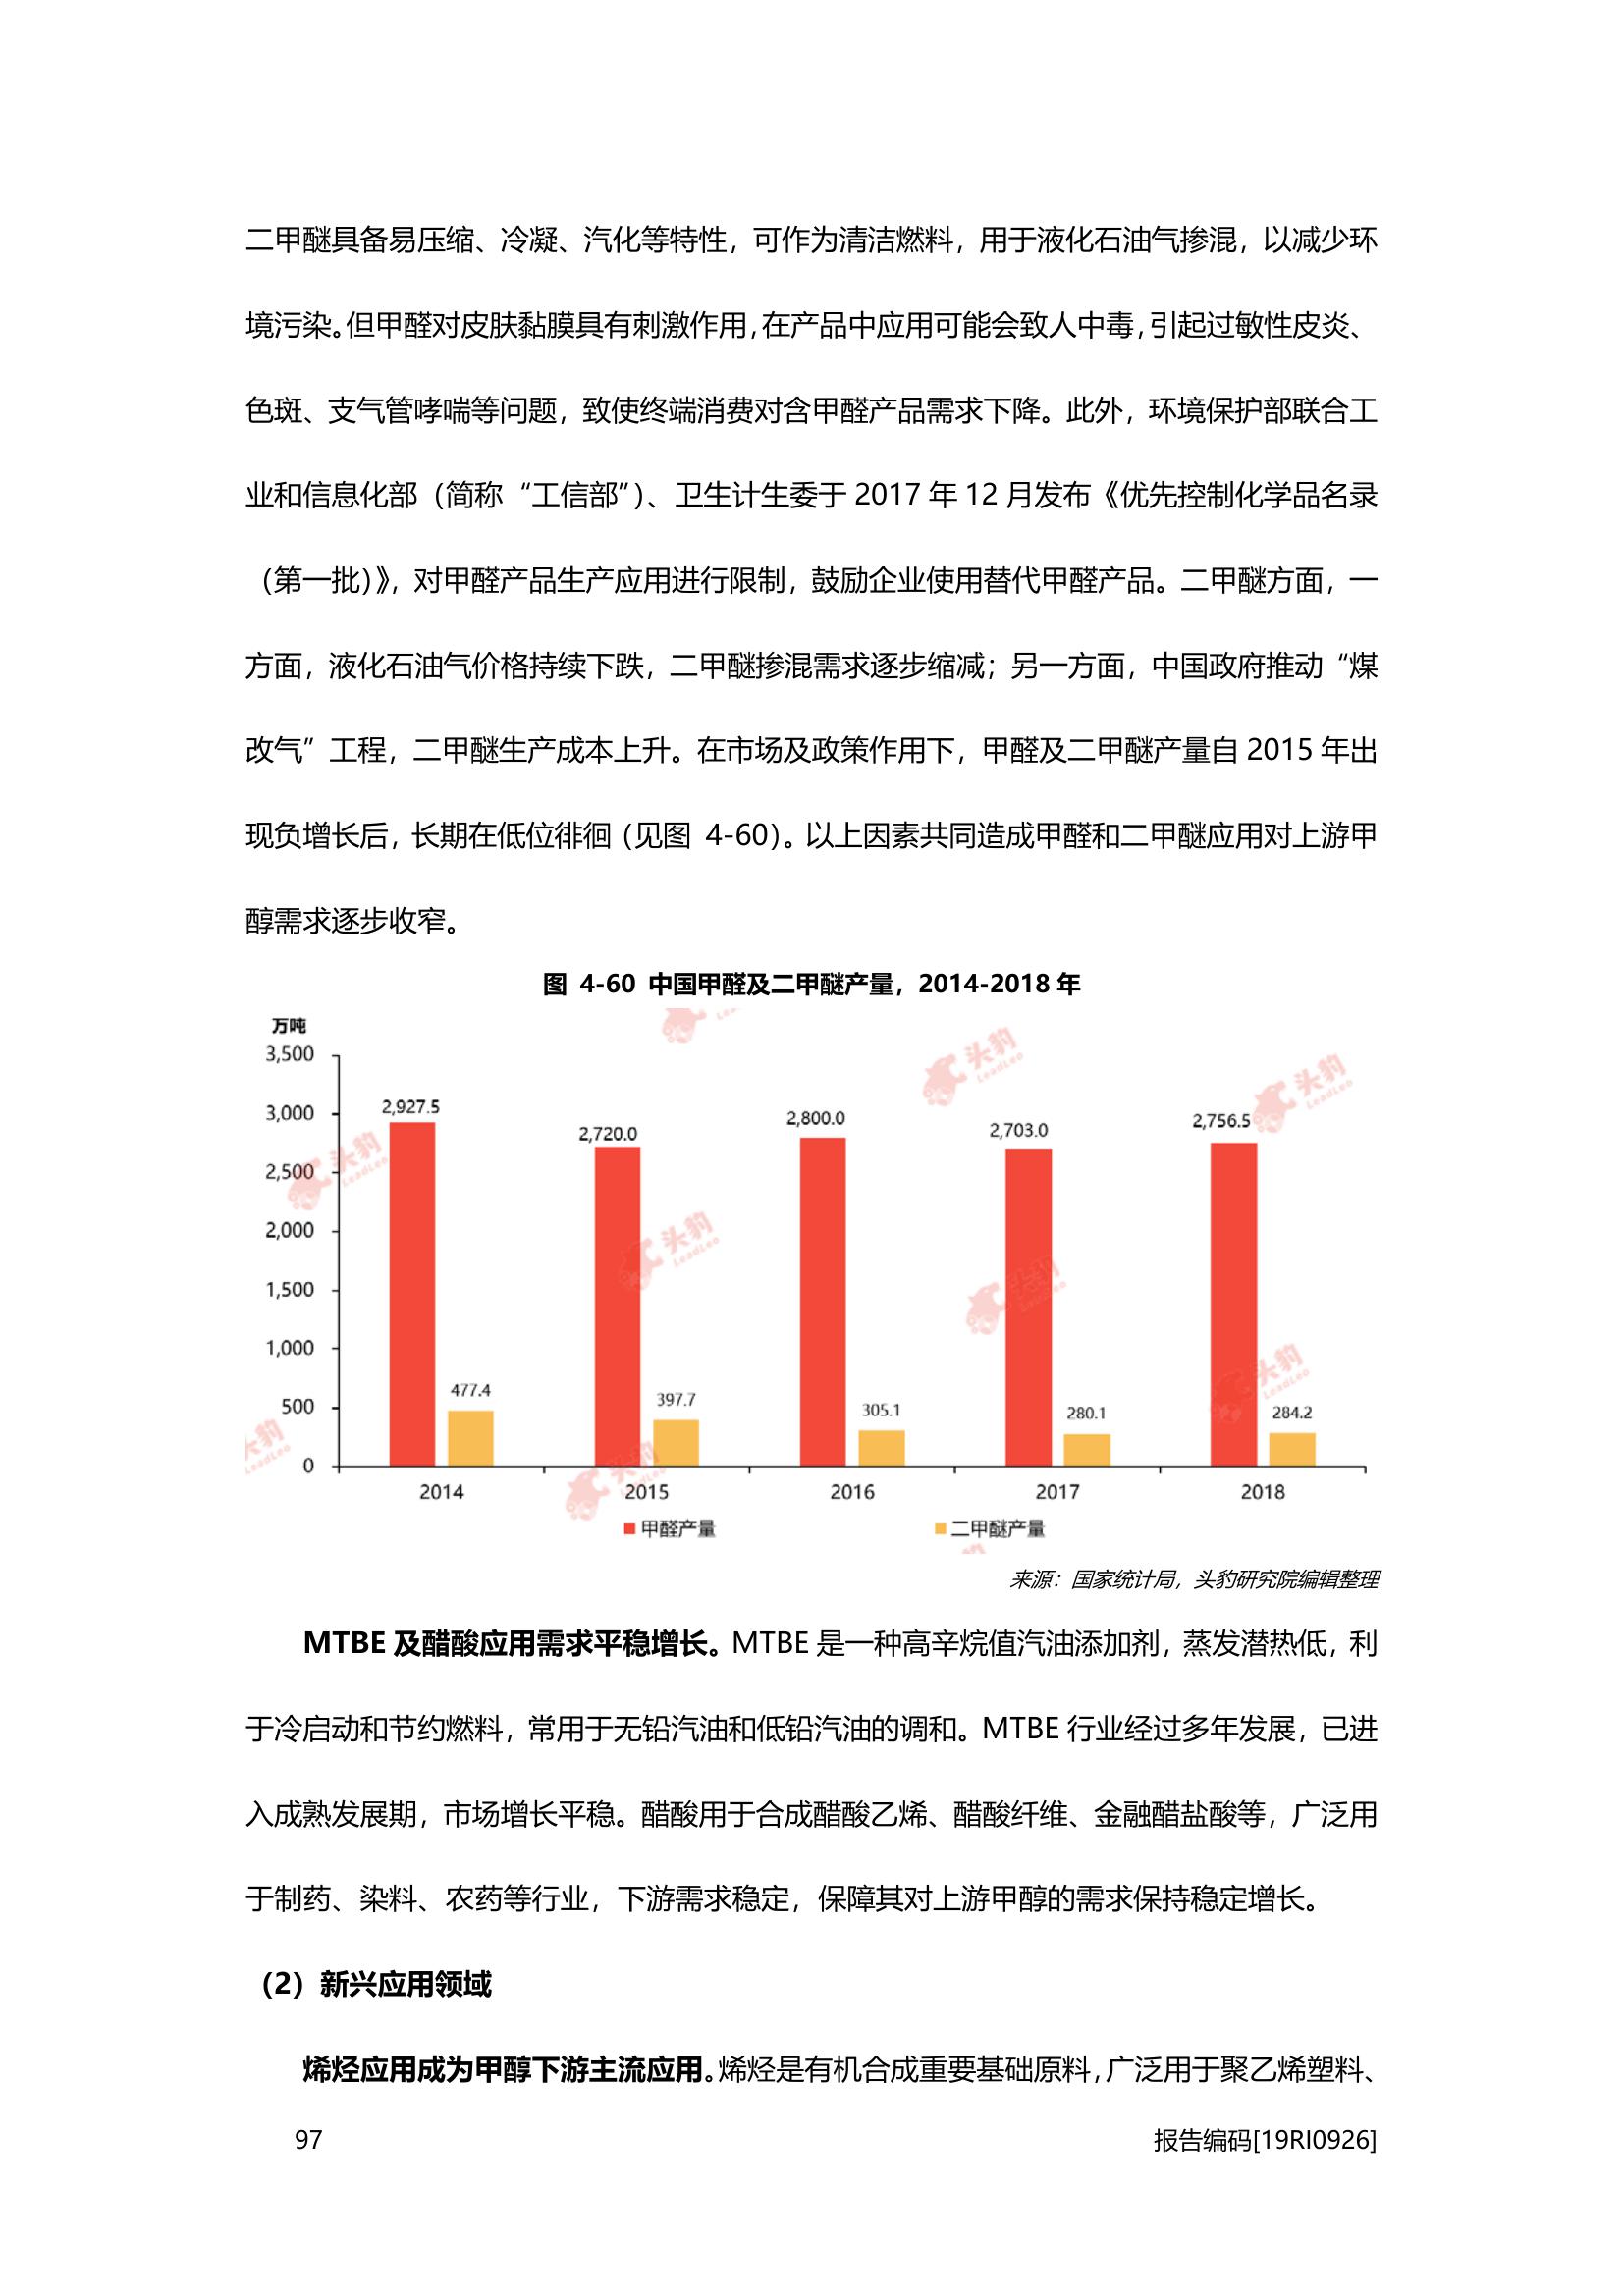 二甲醚具备易压缩、冷凝、汽化等特性，可作为清洁燃料，用于液化石油气掺混，以减少环
境污染。但甲醛对皮肤黏膜具有刺激作用，在产品中应用可能会致人中毒，引起过敏性皮炎、
色斑、支气管哮喘等问题，致使终端消费对含甲醛产品需求下降。此外，环境保护部联合工
业和信息化部（简称“工信部”）、卫生计生委于 2017 年 12 月发布《优先控制化学品名录
（第一批）》，对甲醛产品生产应用进行限制，鼓励企业使用替代甲醛产品。二甲醚方面，一
方面，液化石油气价格持续下跌，二甲醚掺混需求逐步缩减；另一方面，中国政府推动“煤
改气”工程，二甲醚生产成本上升。在市场及政策作用下，甲醛及二甲醚产量自 2015 年出
现负增长后，长期在低位徘徊（见图 4-60）。以上因素共同造成甲醛和二甲醚应用对上游甲
醇需求逐步收窄。
图 4-60 中国甲醛及二甲醚产量，2014-2018 年
万吨
3,500
3,000
2,500
2,000
1,500
1,000
500
0
2,927.5
2,720.0
2,800.0
2,703.0
2,756.5
477.4
397.7
305.1
280.1
284.2
2014 2015 2016 2017 2018
甲醛产量 二甲醚产量
头豹
LeadLeo
来源：国家统计局，头豹研究院编辑整理
MTBE 及醋酸应用需求平稳增长。MTBE 是一种高辛烷值汽油添加剂，蒸发潜热低，利
于冷启动和节约燃料，常用于无铅汽油和低铅汽油的调和。MTBE 行业经过多年发展，已进
入成熟发展期，市场增长平稳。醋酸用于合成醋酸乙烯、醋酸纤维、金融醋盐酸等，广泛用
于制药、染料、农药等行业，下游需求稳定，保障其对上游甲醇的需求保持稳定增长。
（2）新兴应用领域
烯烃应用成为甲醇下游主流应用。烯烃是有机合成重要基础原料，广泛用于聚乙烯塑料、
97 报告编码[19RI0926]